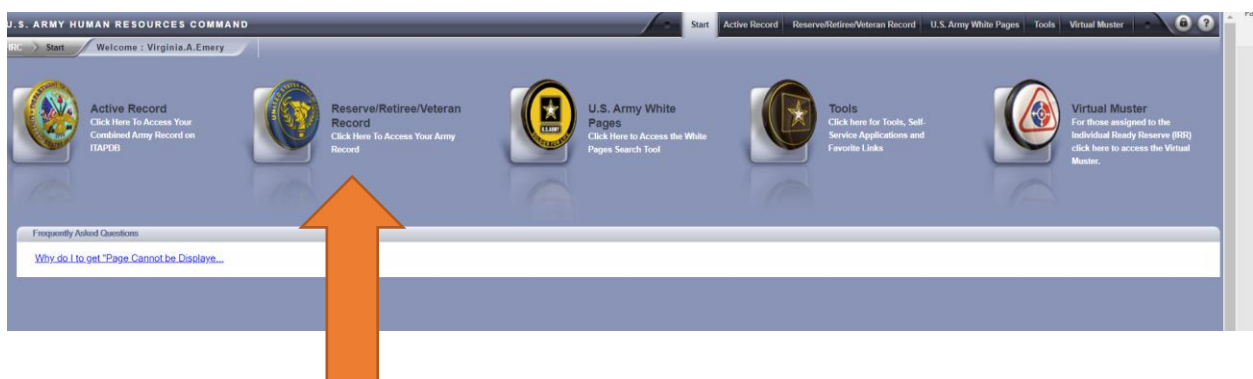 U.S. ARMY HUMAN RESOURCES COMMAND
Start Active Record Reserve/Retiree/Veteran Record U.S. Army White Pages Tools Virtual Muster
HRC Start Welcome : Virginia.A.Emery
Active Record
Click Here To Access Your
Combined Army Record on
ITAPDB
Reserve/Retiree/Veteran
Record
Click Here To Access Your Army
Record
U.S. Army White
Pages
Click Here to Access the White
Pages Search Tool
Tools
Click here for Tools, Self-
Service Applications and
Favorite Links
Virtual Muster
For those assigned to the
Individual Ready Reserve (IRR)
click here to access the Virtual
Muster.
Frequently Asked Questions
Why do I to get "Page Cannot be Displaye...